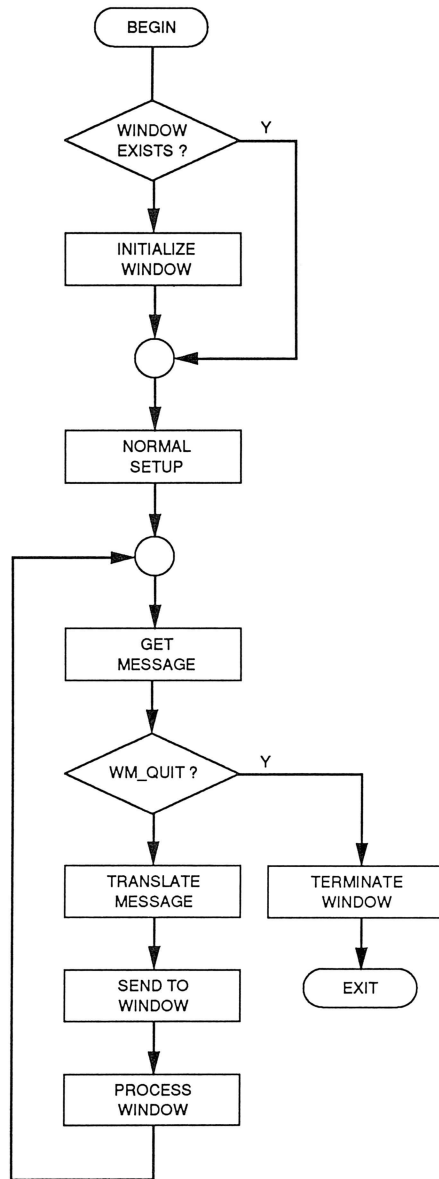 BEGIN
WINDOW
EXISTS ?
Y
INITIALIZE
WINDOW
NORMAL
SETUP
GET
MESSAGE
WM_QUIT ?
Y
TRANSLATE
MESSAGE
TERMINATE
WINDOW
SEND TO
WINDOW
EXIT
PROCESS
WINDOW